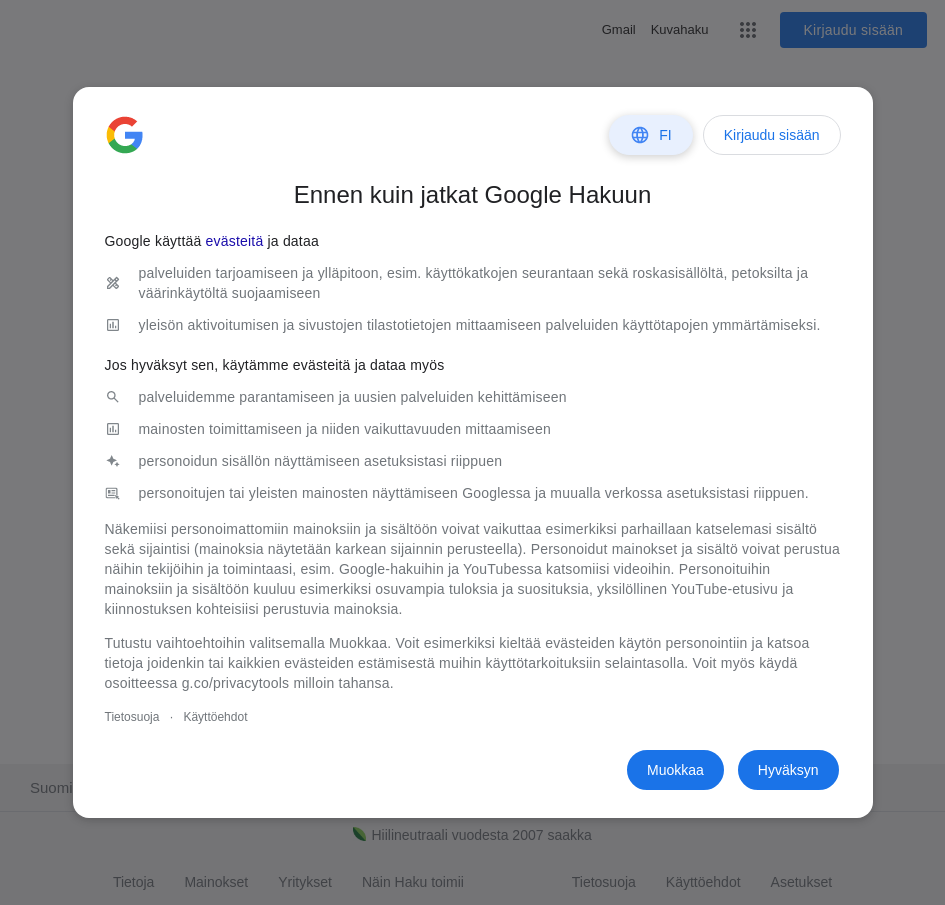 Gmail Kuvahaku Kirjaudu sisään
FI Kirjaudu sisään
Ennen kuin jatkat Google Hakuun
Google käyttää evästeitä ja dataa
palveluiden tarjoamiseen ja ylläpitoon, esim. käyttökatkojen seurantaan sekä roskasisällöltä, petoksilta ja
väärinkäytöltä suojaamiseen
yleisön aktivoitumisen ja sivustojen tilastotietojen mittaamiseen palveluiden käyttötapojen ymmärtämiseksi.
Jos hyväksyt sen, käytämme evästeitä ja dataa myös
palveluidemme parantamiseen ja uusien palveluiden kehittämiseen
mainosten toimittamiseen ja niiden vaikuttavuuden mittaamiseen
personoidun sisällön näyttämiseen asetuksistasi riippuen
personoitujen tai yleisten mainosten näyttämiseen Googlessa ja muualla verkossa asetuksistasi riippuen.
Näkemiisi personoimattomiin mainoksiin ja sisältöön voivat vaikuttaa esimerkiksi parhaillaan katselemasi sisältö
sekä sijaintisi (mainoksia näytetään karkean sijainnin perusteella). Personoidut mainokset ja sisältö voivat perustua
näihin tekijöihin ja toimintaasi, esim. Google-hakuihin ja YouTubessa katsomiisi videoihin. Personoituihin
mainoksiin ja sisältöön kuuluu esimerkiksi osuvampia tuloksia ja suosituksia, yksilöllinen YouTube-etusivu ja
kiinnostuksen kohteisiisi perustuvia mainoksia.
Tutustu vaihtoehtoihin valitsemalla Muokkaa. Voit esimerkiksi kieltää evästeiden käytön personointiin ja katsoa
tietoja joidenkin tai kaikkien evästeiden estämisestä muihin käyttötarkoituksiin selaintasolla. Voit myös käydä
osoitteessa g.co/privacytools milloin tahansa.
Tietosuoja · Käyttöehdot
Muokkaa Hyväksyn
Suomi
Hiilineutraali vuodesta 2007 saakka
Tietoja Mainokset Yritykset Näin Haku toimii Tietosuoja Käyttöehdot Asetukset